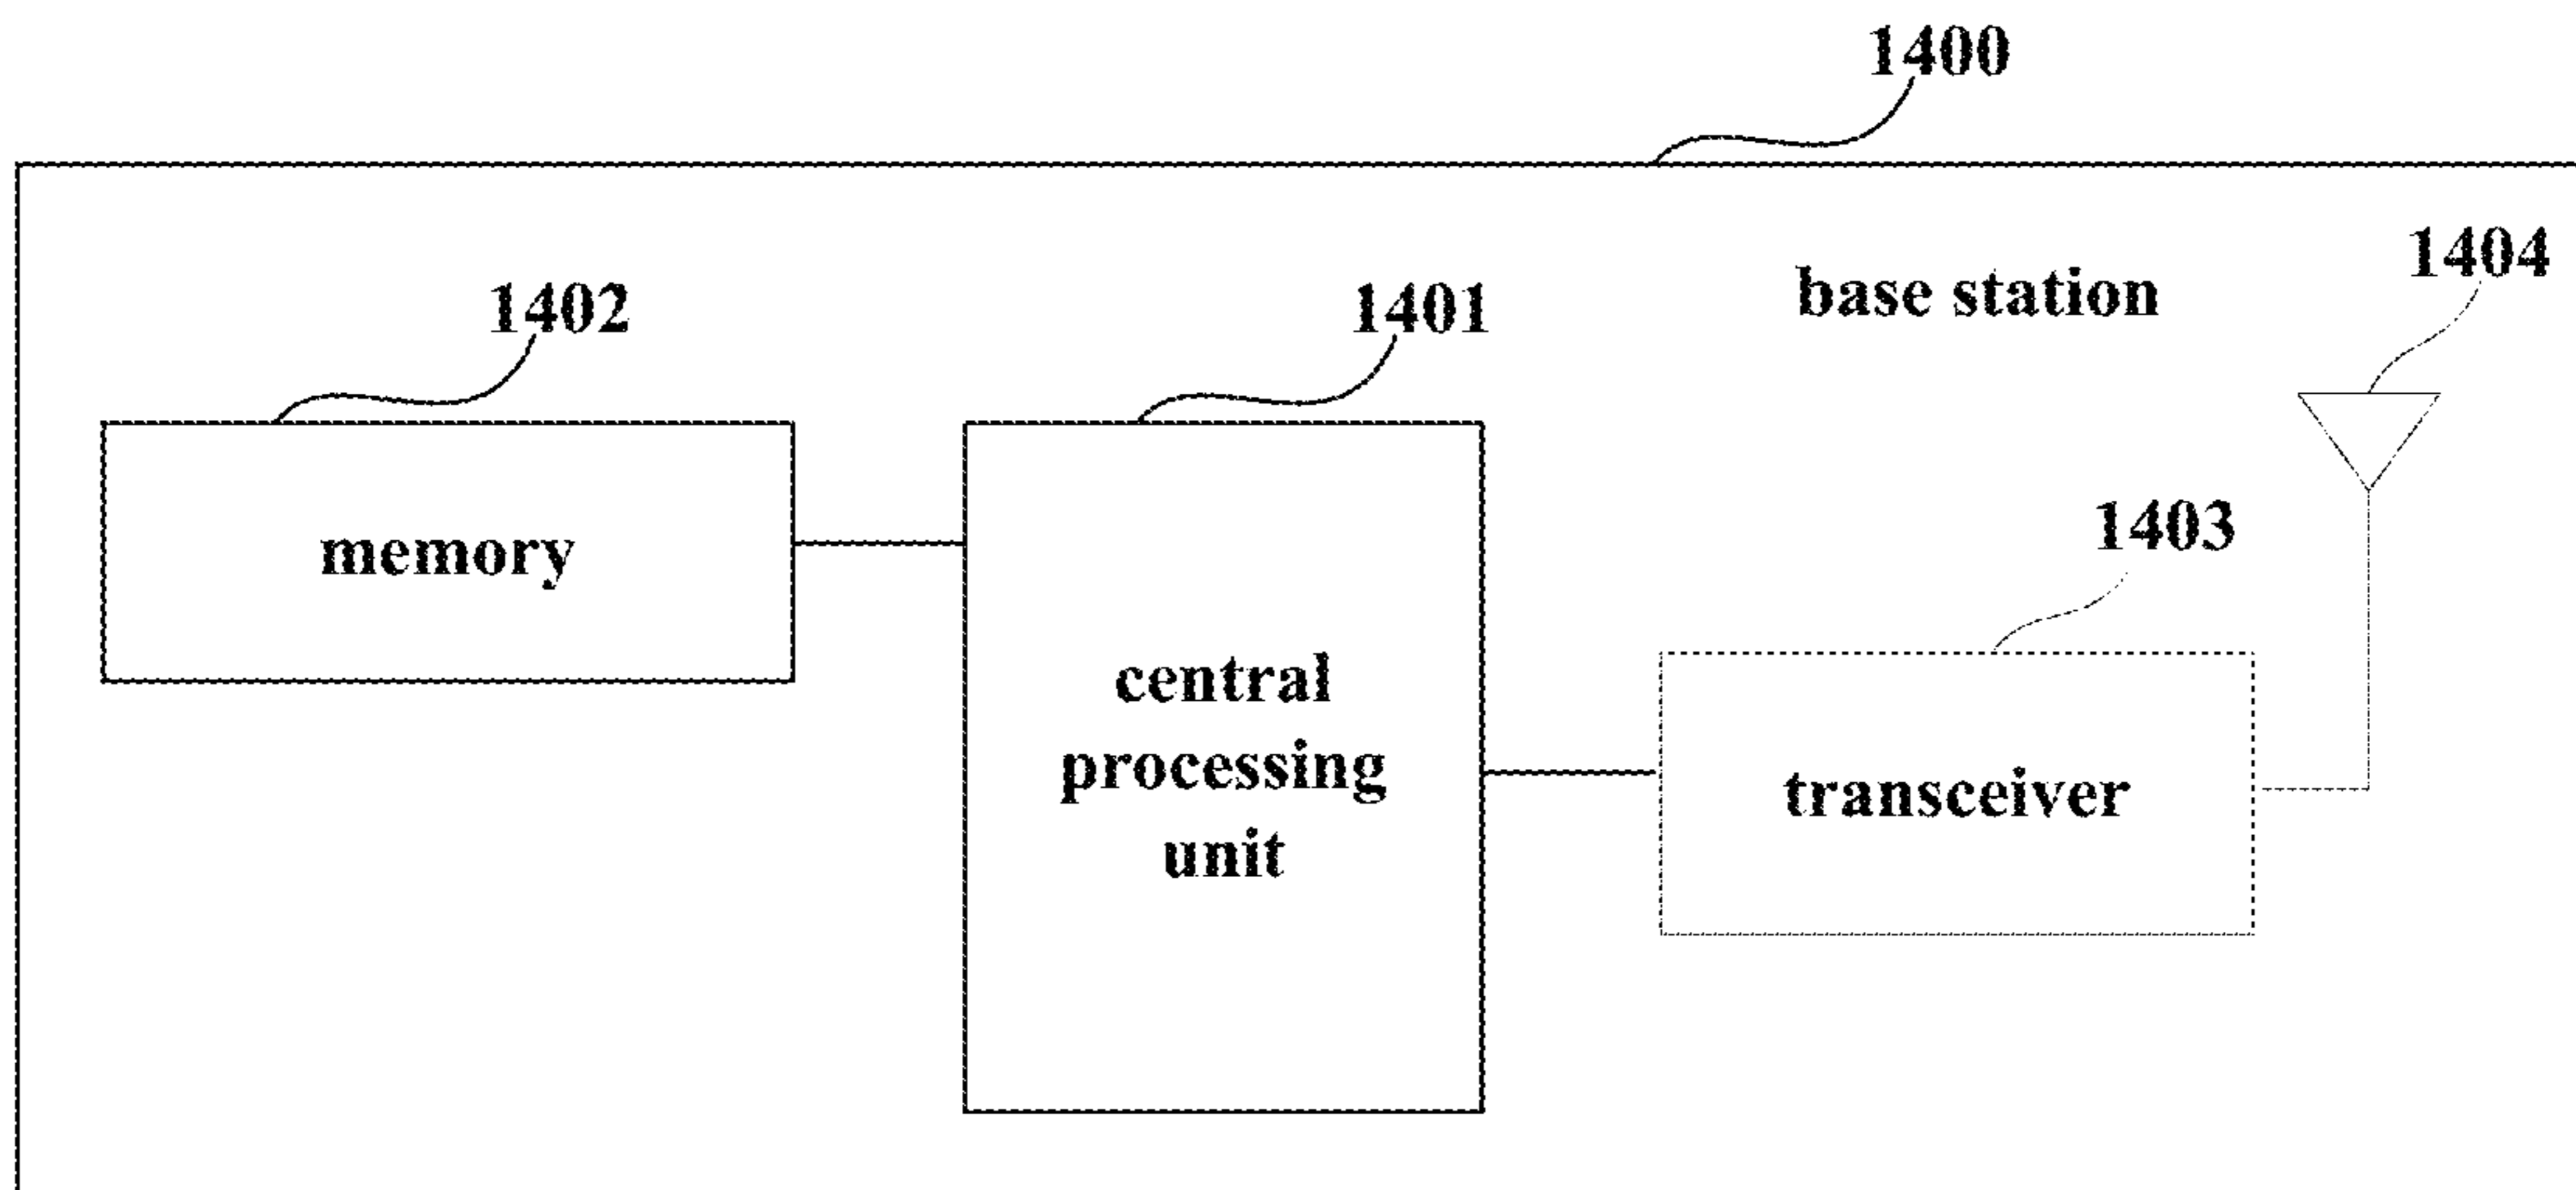 1400
1404
base station
1402
1401
1403
memory
central
processing
unit
transceiver